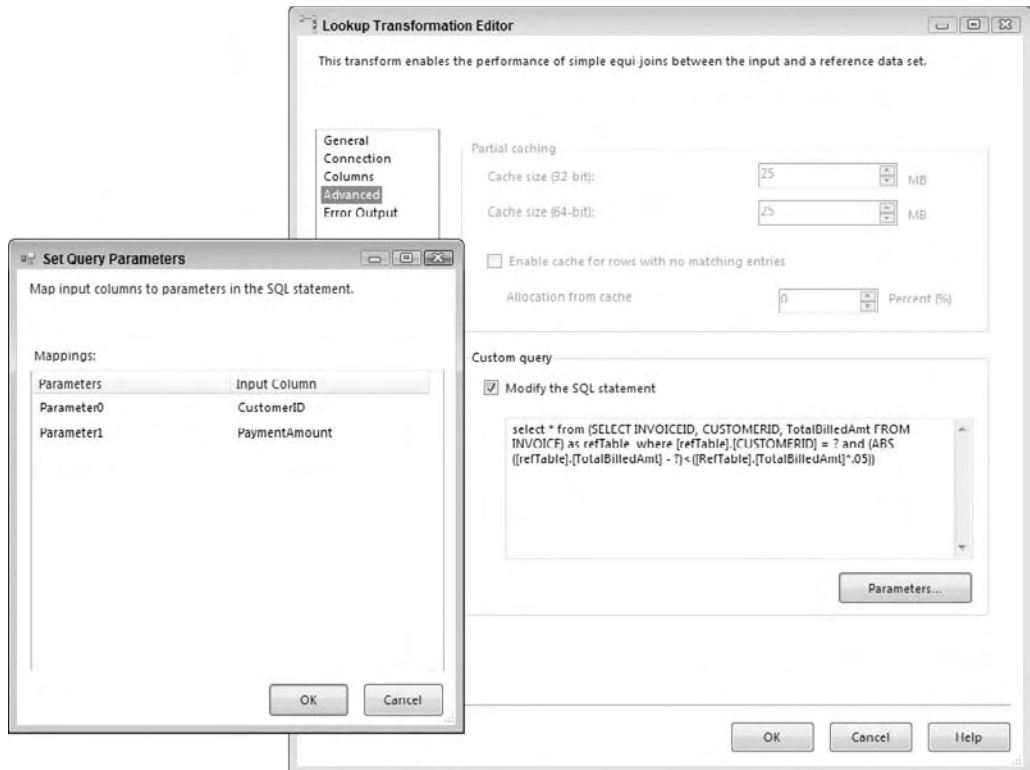 Lookup Transformation Editor
This transform enables the performance of simple equi joins between the input and a reference data set.
General
Connection
Columns
Advanced
Error Output
Partial caching
Cache size (32-bit):
25
MB
Cache size (64-bit):
25
MB
Enable cache for rows with no matching entries
Allocation from cache
0
Percent (%)
Custom query
Modify the SQL statement
select * from (SELECT INVOICEID, CUSTOMERID, TotalBilledAmt FROM
INVOICE) as refTable where [refTable].[CUSTOMERID] = ? and (ABS
([refTable].[TotalBilledAmt] - ?)<([RefTable].[TotalBilledAmt]*.05))
Parameters...
OK
Cancel
Help
Set Query Parameters
Map input columns to parameters in the SQL statement.
Mappings:
Parameters Input Column
Parameter0 CustomerID
Parameter1 PaymentAmount
OK
Cancel